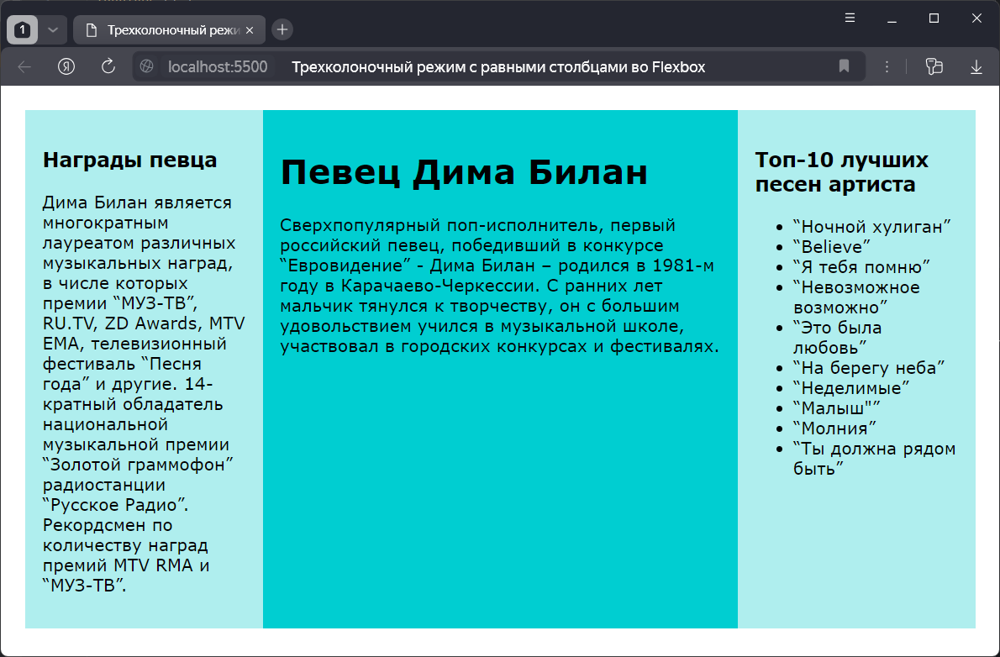 1
Трехколоночный режи
localhost:5500 Трехколоночный режим с равными столбцами во Flexbox
Награды певца
Дима Билан является
многократным
лауреатом различных
музыкальных наград,
в числе которых
премии “МУЗ-ТВ”,
RU.TV, ZD Awards, MTV
EMA, телевизионный
фестиваль “Песня
года” и другие. 14-
кратный обладатель
национальной
музыкальной премии
“Золотой граммофон”
радиостанции
“Русское Радио”.
Рекордсмен по
количеству наград
премий MTV RMA и
“МУЗ-ТВ”.
Певец Дима Билан
Сверхпопулярный поп-исполнитель, первый
российский певец, победивший в конкурсе
“Евровидение” - Дима Билан – родился в 1981-м
году в Карачаево-Черкессии. С ранних лет
мальчик тянулся к творчеству, он с большим
удовольствием учился в музыкальной школе,
участвовал в городских конкурсах и фестивалях.
Топ-10 лучших
песен артиста
• “Ночной хулиган”
• “Believe”
• “Я тебя помню”
• “Невозможное
возможно”
• “Это была
любовь”
• “На берегу неба”
• “Неделимые”
• “Малыш"”
• “Молния”
• “Ты должна рядом
быть”